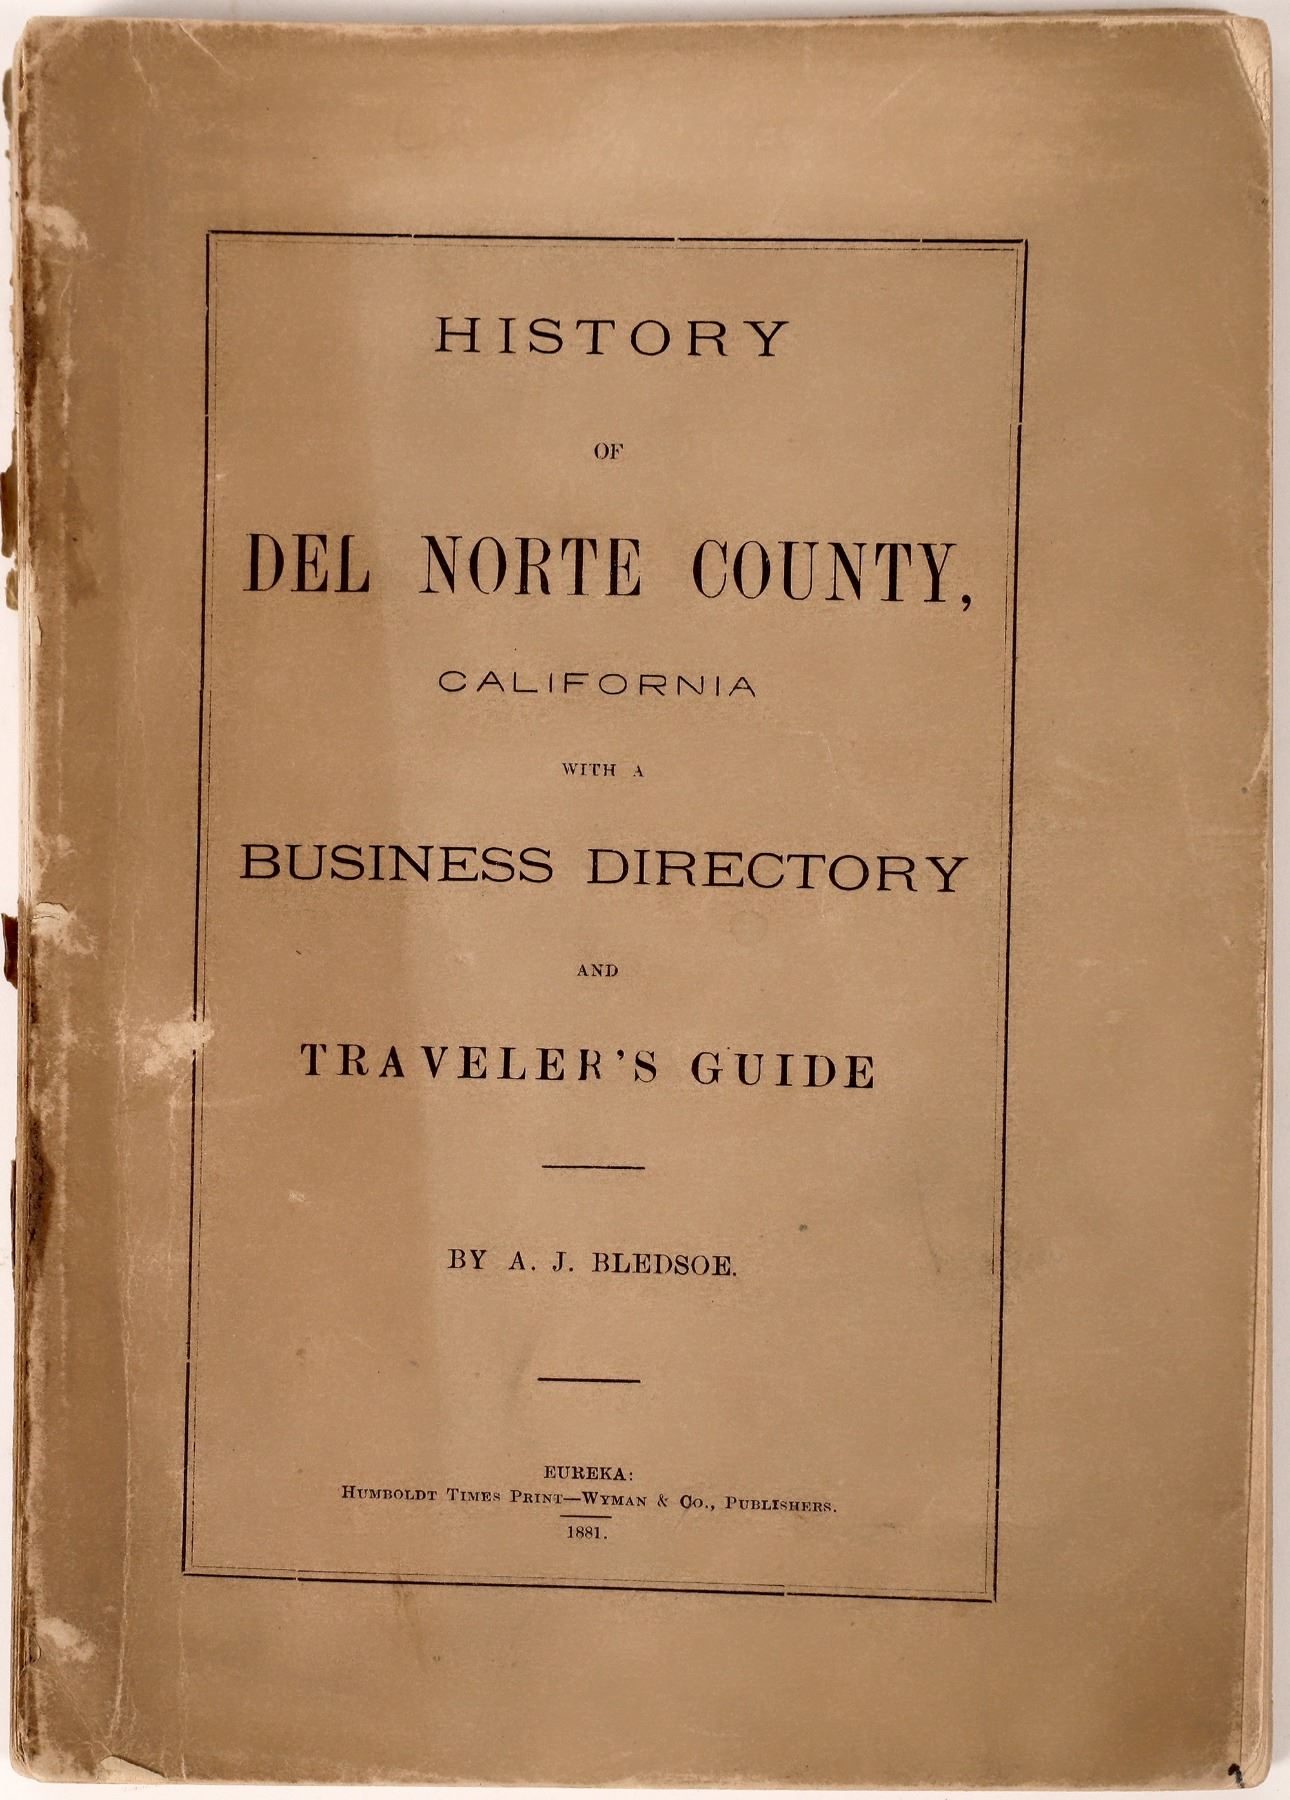 HISTORY
OF
DEL NORTE COUNTY,
CALIFORNIA
WITH A
BUSINESS DIRECTORY
AND
TRAVELER'S GUIDE
BY A. J. BLEDSOE.
EUREKA:
HUMBOLDT TIMES PRINT—WYMAN & CO., PUBLISHERS.
1881.